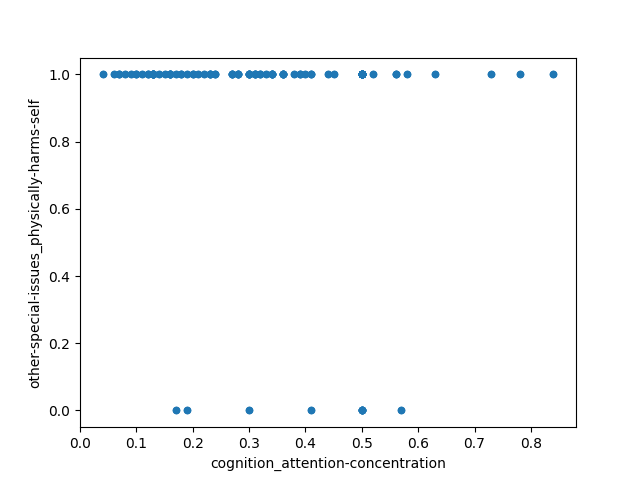 1.0
0.8
0.6
0.4
0.2
0.0
other-special-issues_physically-harms-self
0.0 0.1 0.2 0.3 0.4 0.5 0.6 0.7 0.8
cognition_attention-concentration